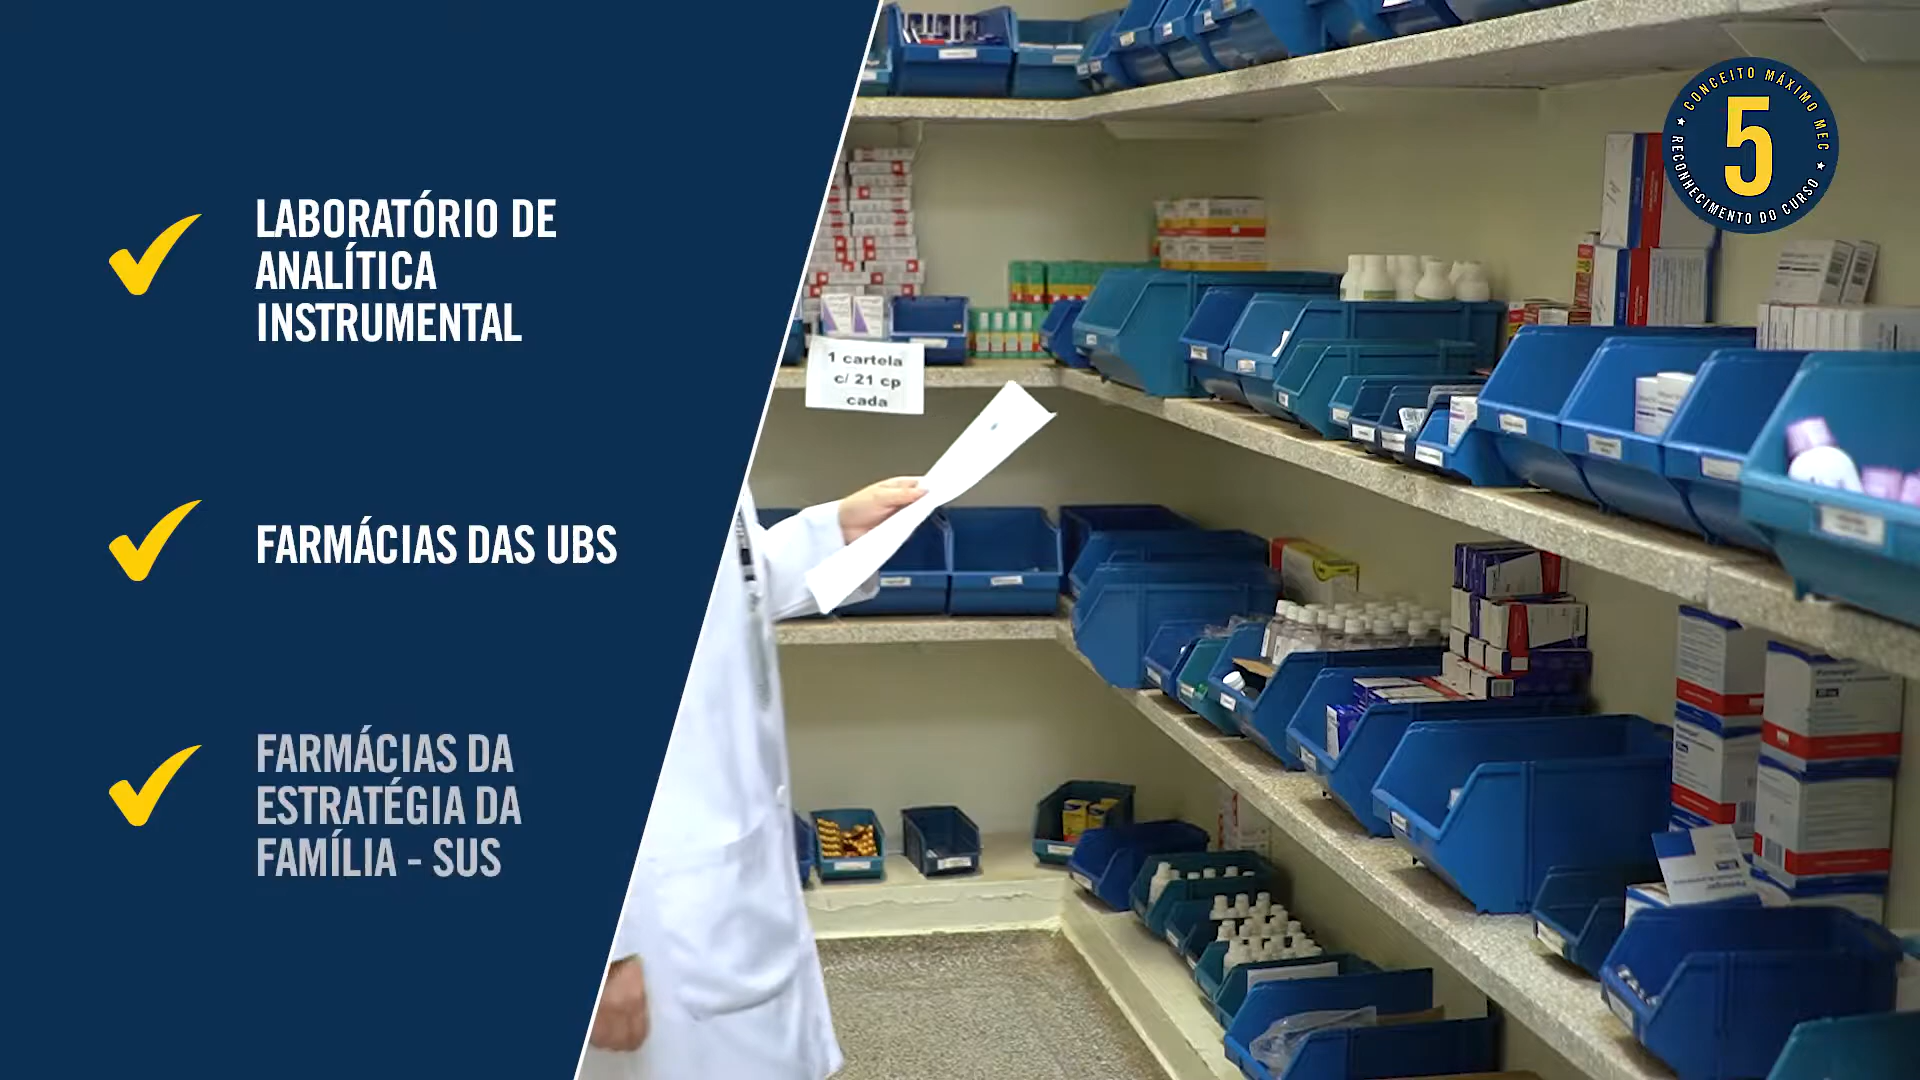 LABORATÓRIO DE
ANALÍTICA
INSTRUMENTAL
FARMÁCIAS DAS UBS
FARMÁCIAS DA
ESTRATÉGIA DA
FAMÍLIA - SUS
1 cartela
c/ 21 cp
cada
CONCEITO MÁXIMO MEC
5
RECONHECIMENTO DO CURSO